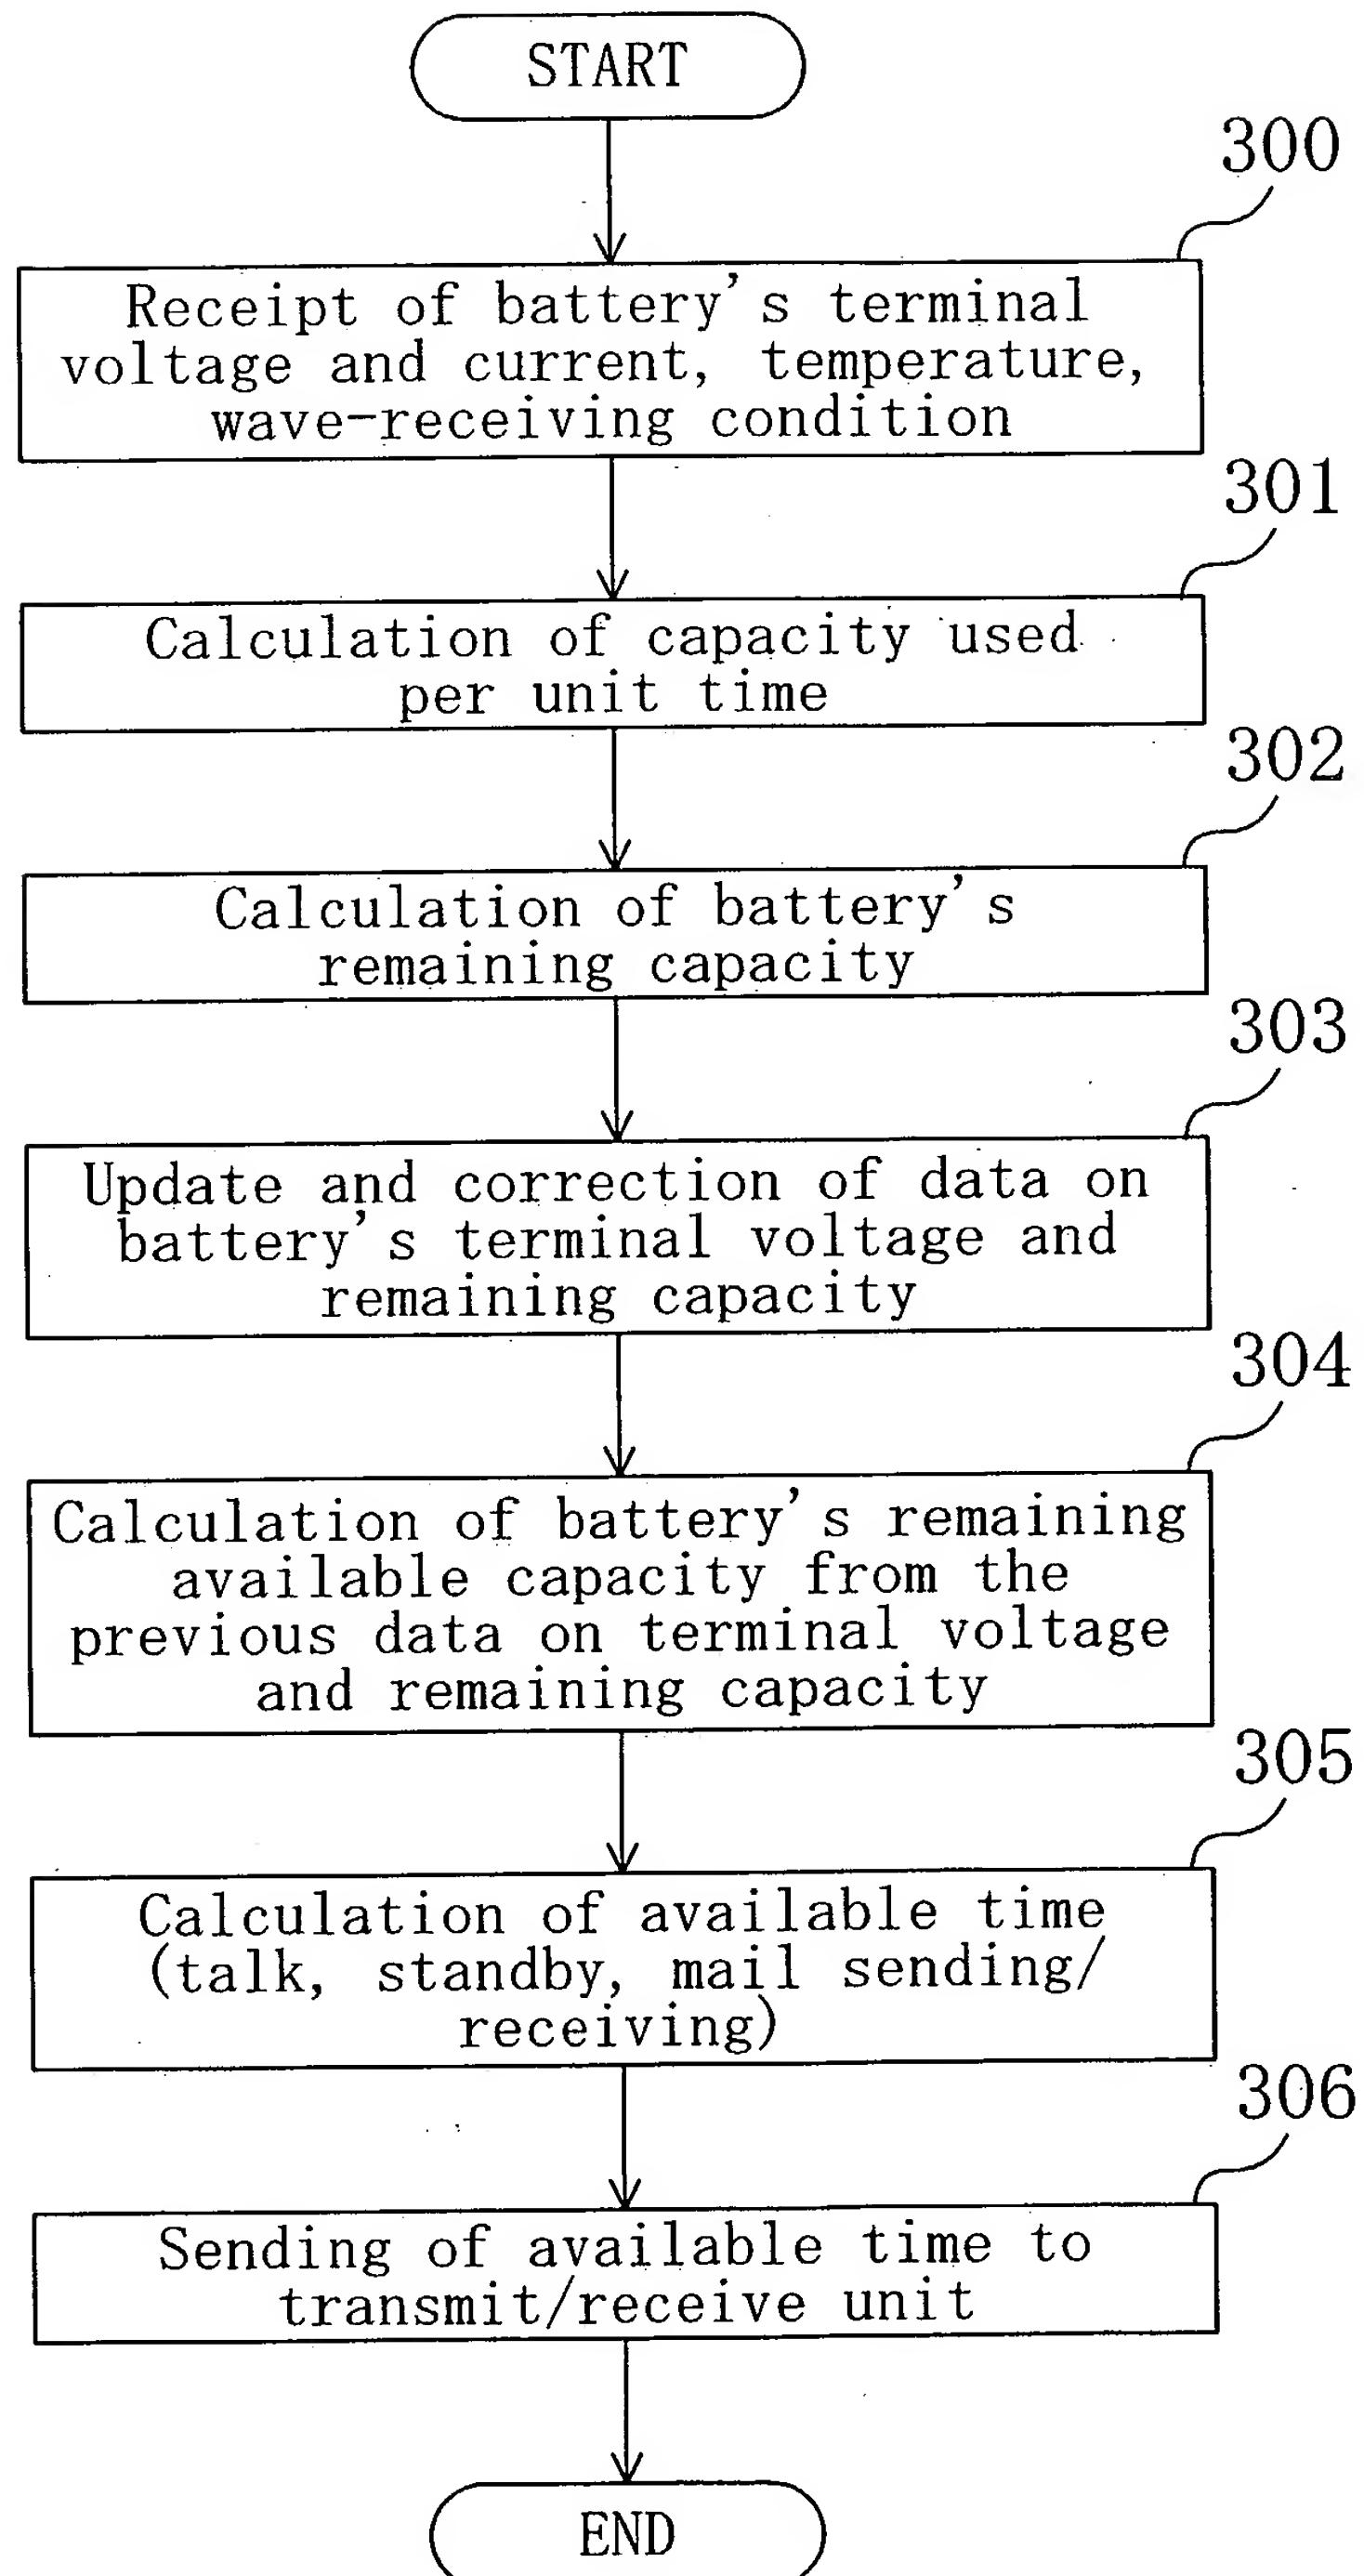 START
300
Receipt of battery's terminal
voltage and current, temperature,
wave-receiving condition
301
Calculation of capacity used
per unit time
302
Calculation of battery's
remaining capacity
303
Update and correction of data on
battery's terminal voltage and
remaining capacity
304
Calculation of battery's remaining
available capacity from the
previous data on terminal voltage
and remaining capacity
305
Calculation of available time
(talk, standby, mail sending/
receiving)
306
Sending of available time to
transmit/receive unit
END